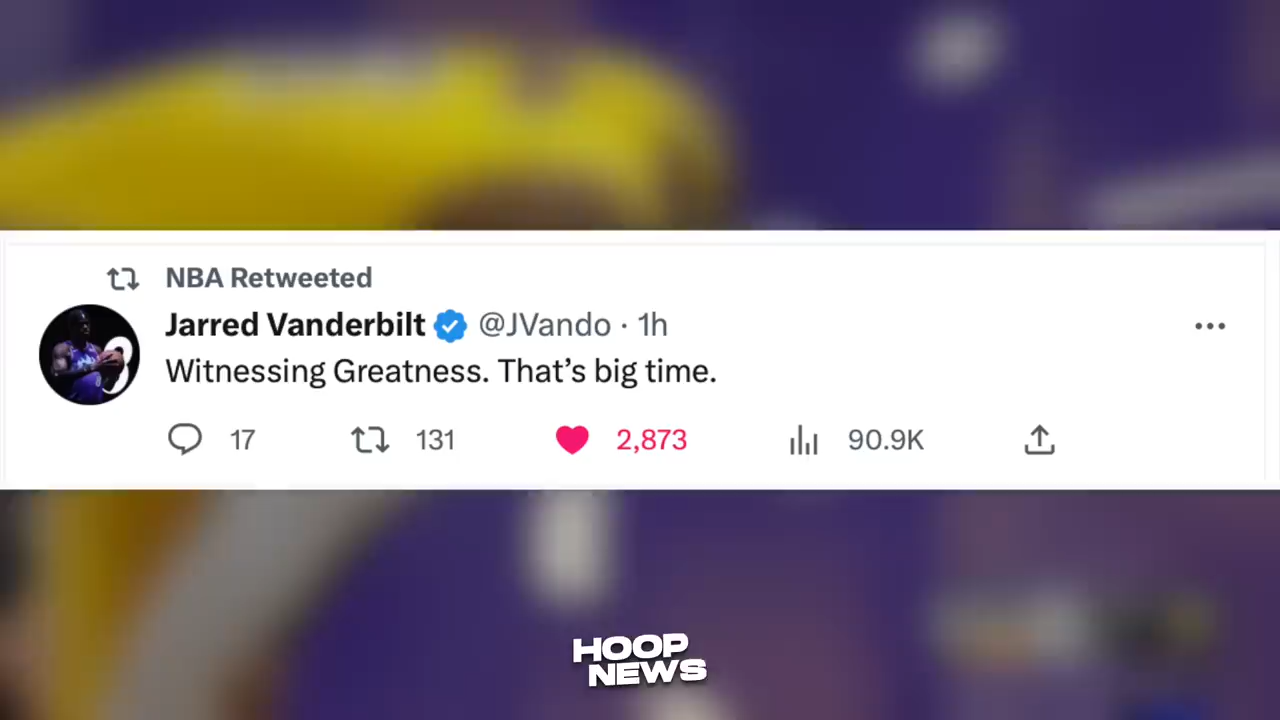 NBA Retweeted
Jarred Vanderbilt @JVando · 1h
Witnessing Greatness. That’s big time.
17 131 2,873 90.9K
HOOP
NEWS